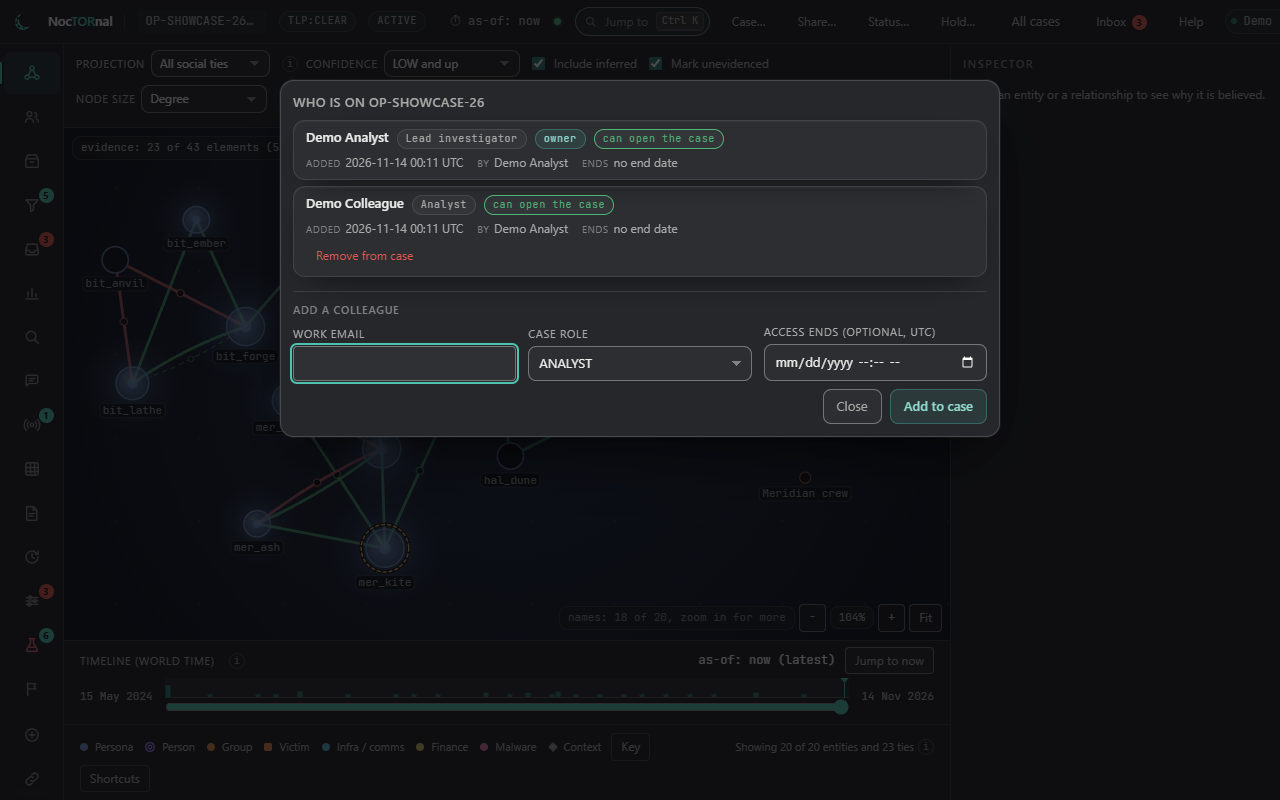 NocTORnal OP-SHOWCASE-26… TLP:CLEAR ACTIVE as-of: now Jump to Ctrl K Case… Share… Status… Hold… All cases Inbox 3 Help Demo
PROJECTION All social ties i CONFIDENCE LOW and up Include inferred Mark unevidenced
NODE SIZE Degree
INSPECTOR
an entity or a relationship to see why it is believed.
evidence: 23 of 43 elements (5
WHO IS ON OP-SHOWCASE-26
Demo Analyst Lead investigator owner can open the case
ADDED 2026-11-14 00:11 UTC BY Demo Analyst ENDS no end date
Demo Colleague Analyst can open the case
ADDED 2026-11-14 00:11 UTC BY Demo Analyst ENDS no end date
Remove from case
ADD A COLLEAGUE
WORK EMAIL CASE ROLE ACCESS ENDS (OPTIONAL, UTC)
ANALYST mm/dd/yyyy --:-- --
Close Add to case
5
3
1
3
6
bit_ember
bit_anvil
bit_forge
bit_lathe
mer_
hal_dune
Meridian crew
mer_ash
mer_kite
names: 18 of 20, zoom in for more − 104% + Fit
TIMELINE (WORLD TIME) i as-of: now (latest) Jump to now
15 May 2024 14 Nov 2026
Persona Person Group Victim Infra / comms Finance Malware Context Key Showing 20 of 20 entities and 23 ties i
Shortcuts